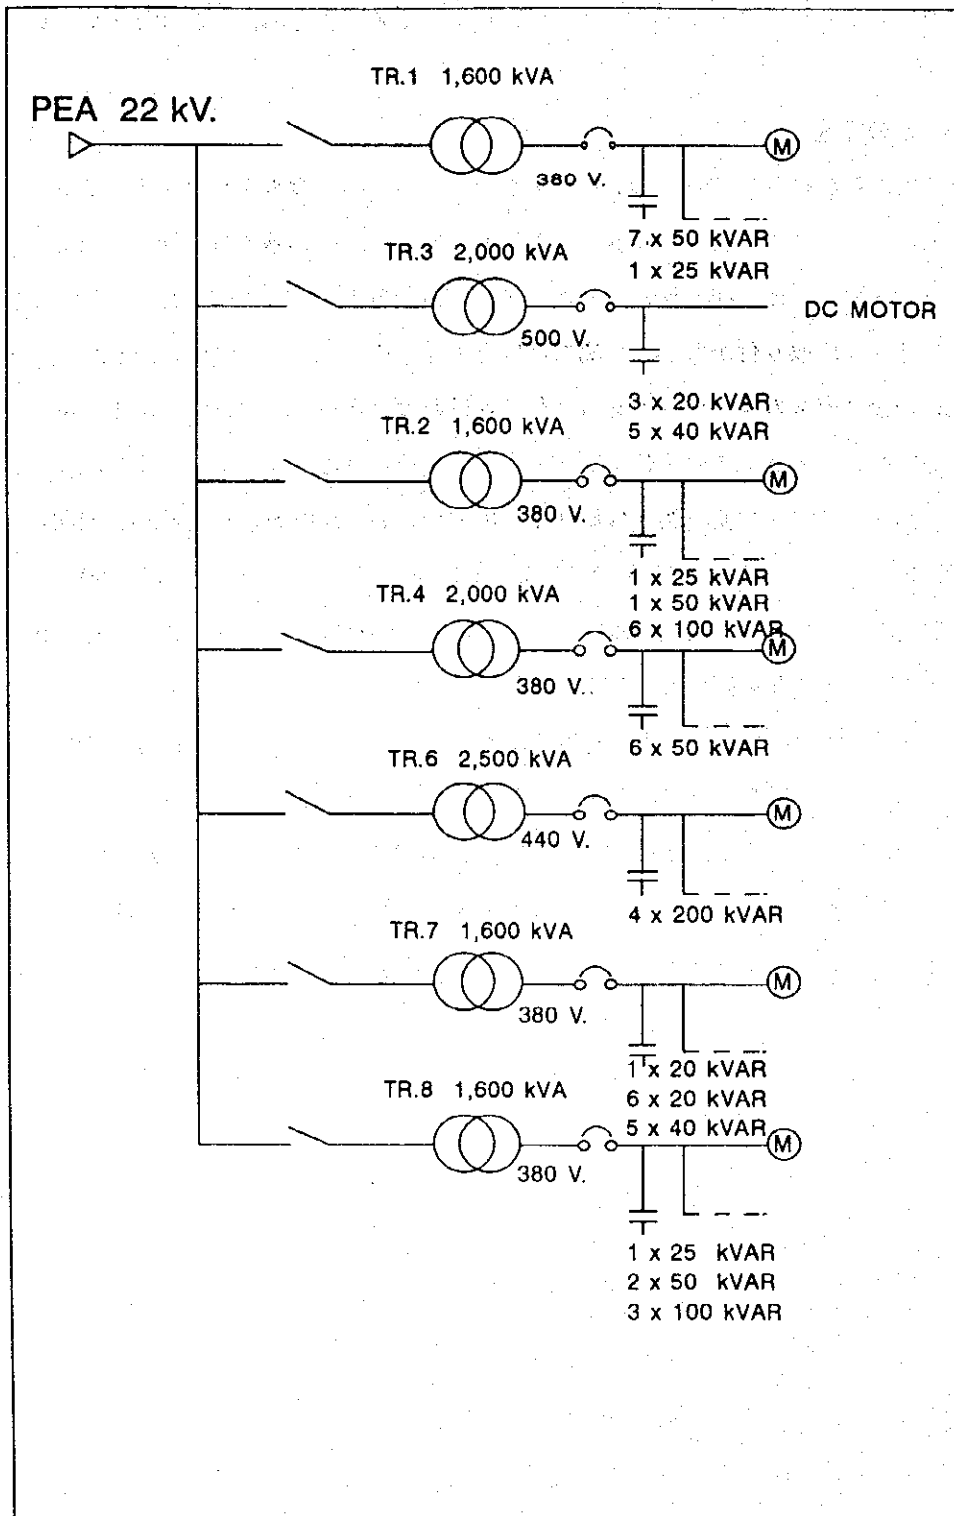 TR.1 1,600 kVA
PEA 22 kV.
M
380 V.
7 x 50 kVAR
1 x 25 kVAR
TR.3 2,000 kVA
DC MOTOR
500 V.
3 x 20 kVAR
5 x 40 kVAR
TR.2 1,600 kVA
M
380 V.
1 x 25 kVAR
1 x 50 kVAR
6 x 100 kVAR
TR.4 2,000 kVA
M
380 V.
6 x 50 kVAR
TR.6 2,500 kVA
M
440 V.
4 x 200 kVAR
TR.7 1,600 kVA
M
380 V.
1 x 20 kVAR
6 x 20 kVAR
5 x 40 kVAR
TR.8 1,600 kVA
M
380 V.
1 x 25 kVAR
2 x 50 kVAR
3 x 100 kVAR